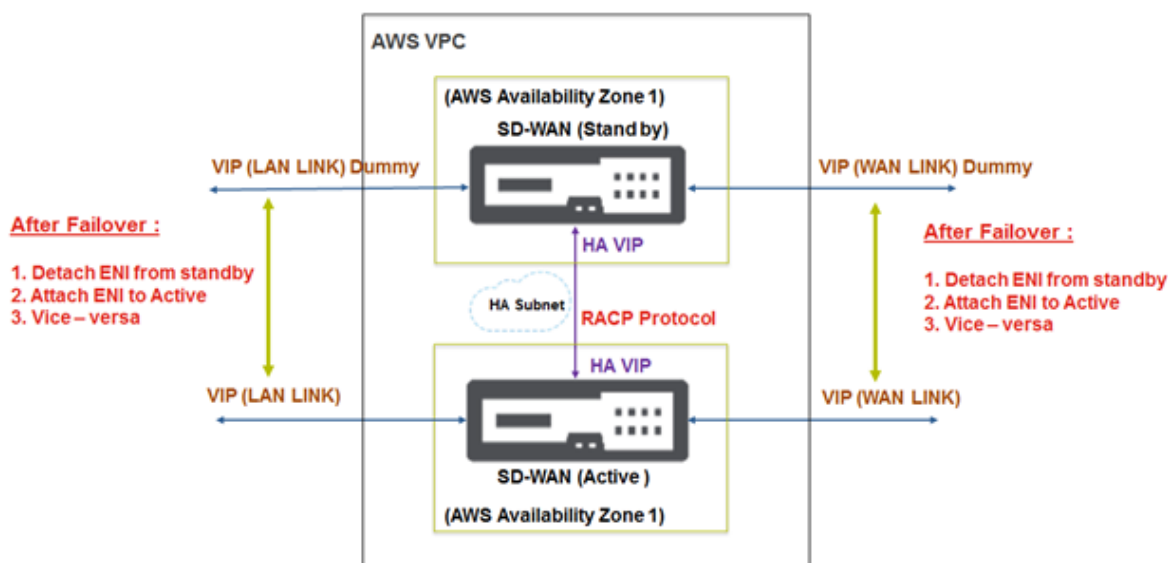 AWS VPC
(AWS Availability Zone 1)
SD-WAN (Stand by)
VIP (LAN LINK) Dummy
VIP (WAN LINK) Dummy
After Failover :
1. Detach ENI from standby
2. Attach ENI to Active
3. Vice – versa
HA VIP
HA Subnet
RACP Protocol
HA VIP
After Failover :
1. Detach ENI from standby
2. Attach ENI to Active
3. Vice – versa
VIP (LAN LINK)
VIP (WAN LINK)
SD-WAN (Active )
(AWS Availability Zone 1)